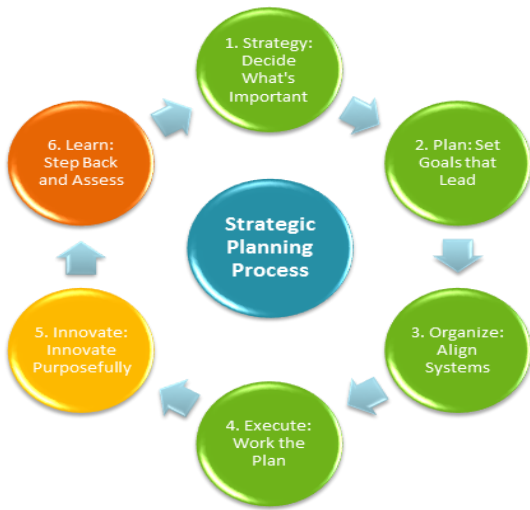 1. Strategy:
Decide
What's
Important
2. Plan: Set
Goals that
Lead
3. Organize:
Align
Systems
4. Execute:
Work the
Plan
5. Innovate:
Innovate
Purposefully
6. Learn:
Step Back
and Assess
Strategic
Planning
Process